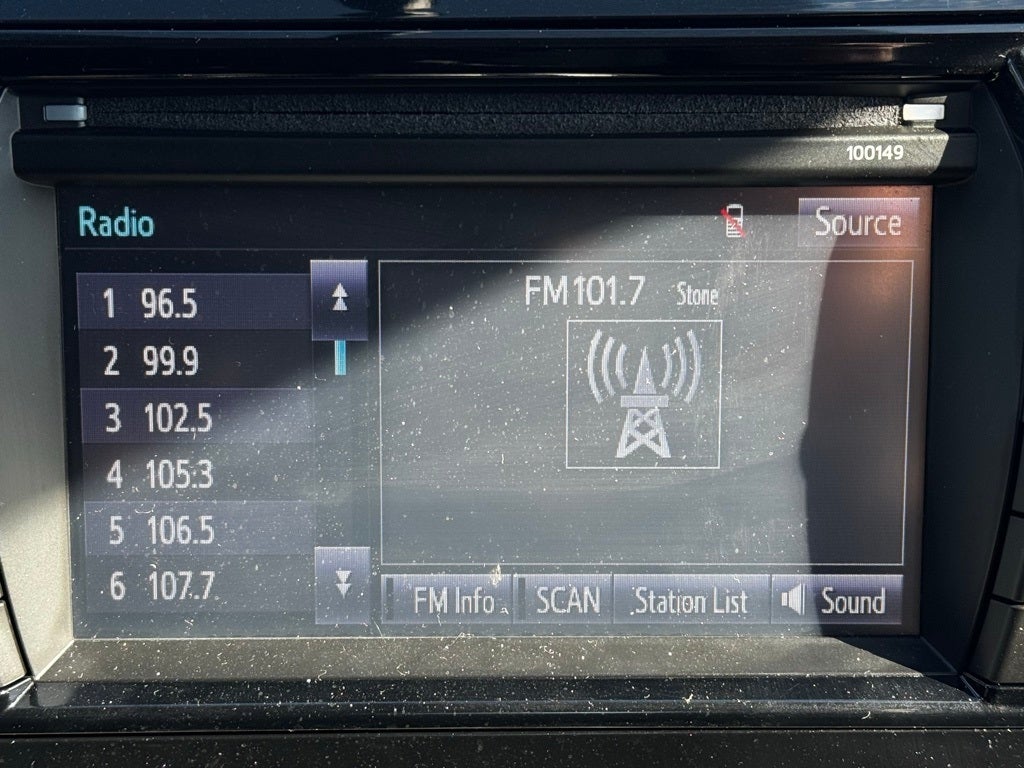 100149
Radio
Source
1 96.5
2 99.9
3 102.5
4 105.3
5 106.5
6 107.7
FM 101.7 Stone
FM Info
SCAN
Station List
Sound